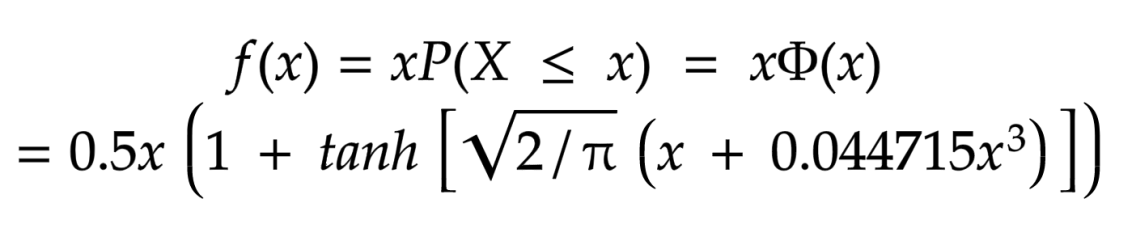 f(x) = xP(X ≤ x) = xΦ(x)
= 0.5x (1 + tanh [√2/π (x + 0.044715x³)])